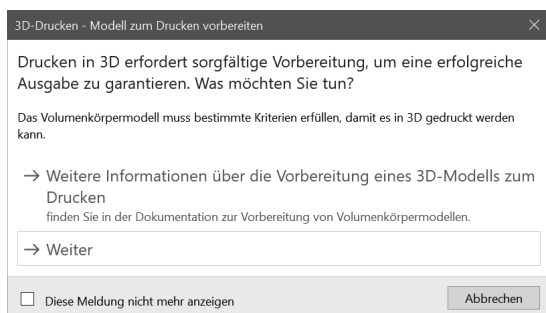 3D-Drucken - Modell zum Drucken vorbereiten
Drucken in 3D erfordert sorgfältige Vorbereitung, um eine erfolgreiche
Ausgabe zu garantieren. Was möchten Sie tun?
Das Volumenkörpermodell muss bestimmte Kriterien erfüllen, damit es in 3D gedruckt werden
kann.
→ Weitere Informationen über die Vorbereitung eines 3D-Modells zum
Drucken
finden Sie in der Dokumentation zur Vorbereitung von Volumenkörpermodellen.
→ Weiter
Diese Meldung nicht mehr anzeigen
Abbrechen